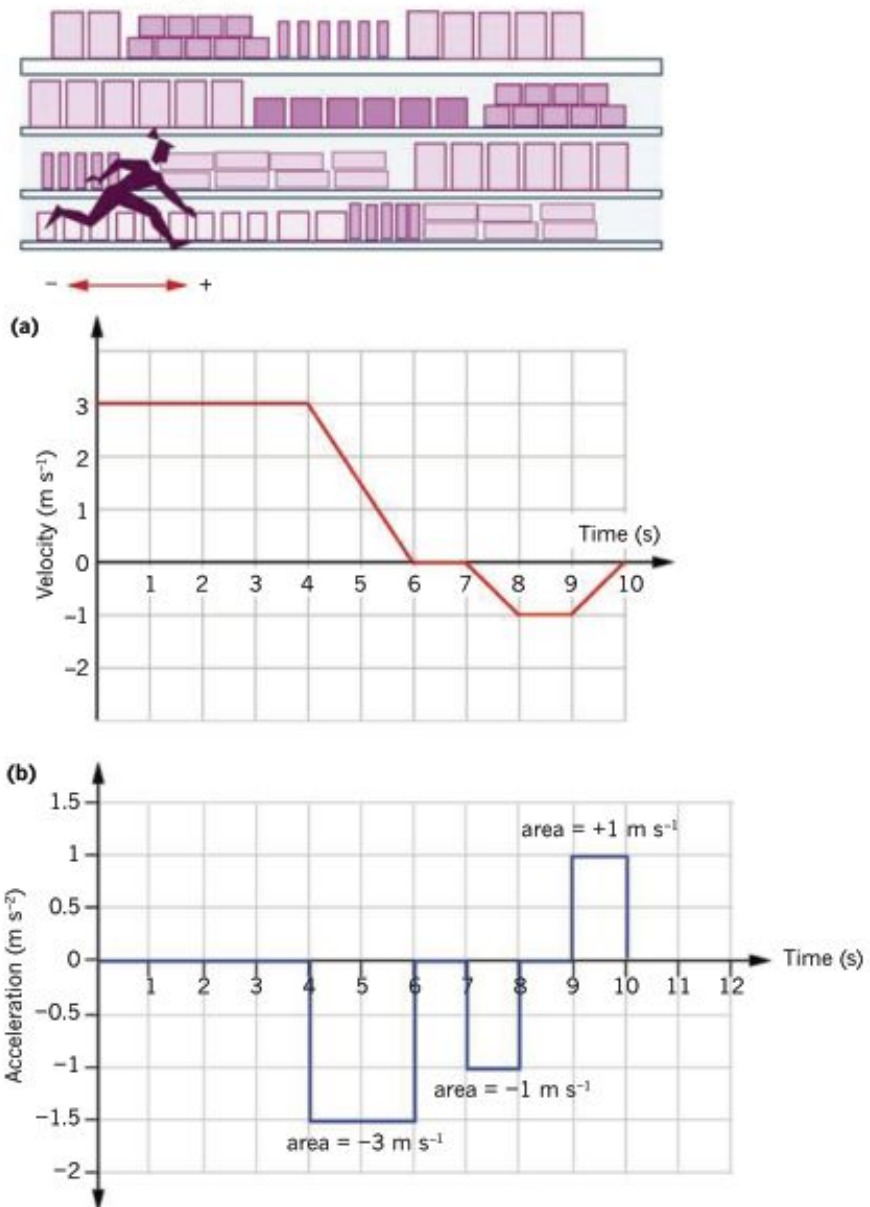 − +
(a)
Velocity (m s⁻¹)
3
2
1
0
−1
−2
Time (s)
1 2 3 4 5 6 7 8 9 10
(b)
Acceleration (m s⁻²)
1.5
1
0.5
0
−0.5
−1
−1.5
−2
area = +1 m s⁻¹
Time (s)
1 2 3 4 5 6 7 8 9 10 11 12
area = −1 m s⁻¹
area = −3 m s⁻¹